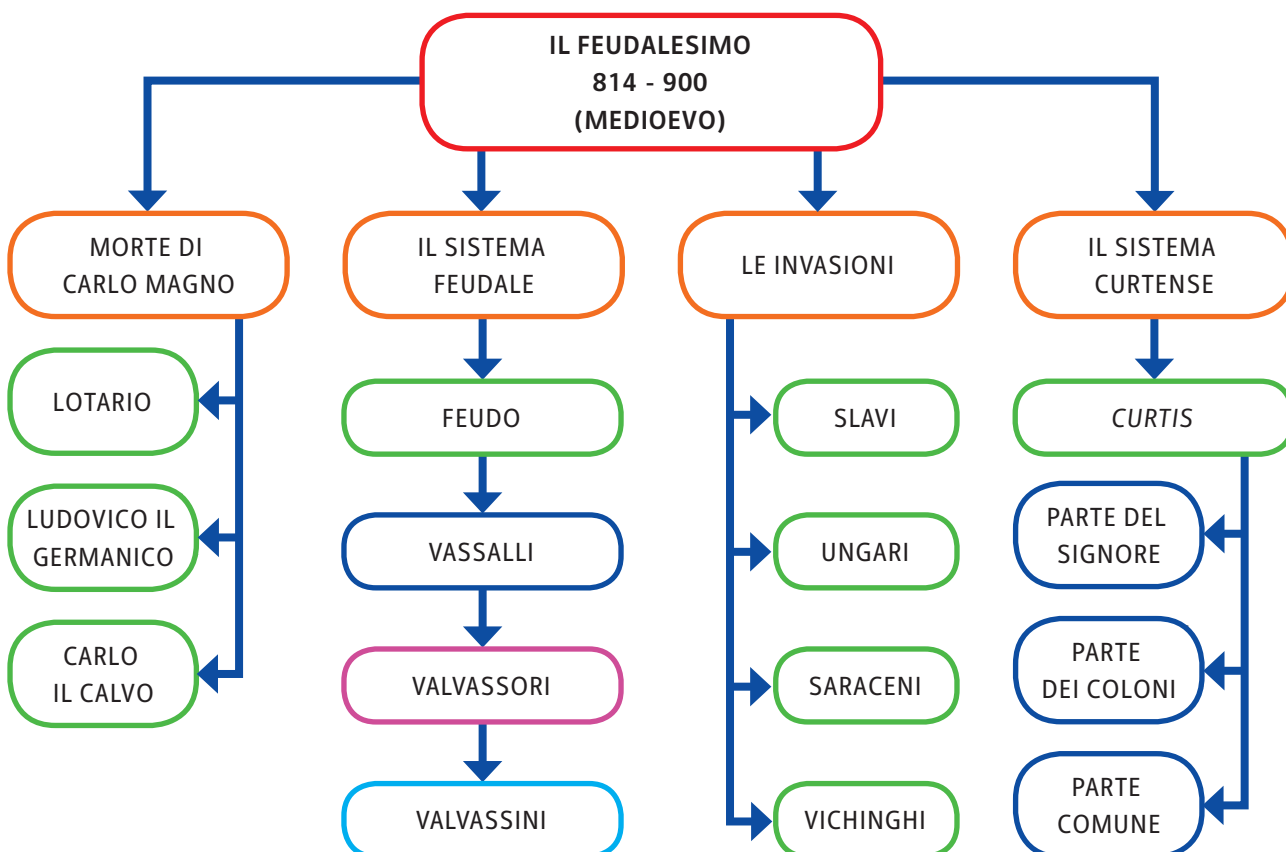 IL FEUDALESIMO
814 - 900
(MEDIOEVO)
MORTE DI
CARLO MAGNO
LOTARIO
LUDOVICO IL
GERMANICO
CARLO
IL CALVO
IL SISTEMA
FEUDALE
FEUDO
VASSALLI
VALVASSORI
VALVASSINI
LE INVASIONI
SLAVI
UNGARI
SARACENI
VICHINGHI
IL SISTEMA
CURTENSE
CURTIS
PARTE DEL
SIGNORE
PARTE
DEI COLONI
PARTE
COMUNE